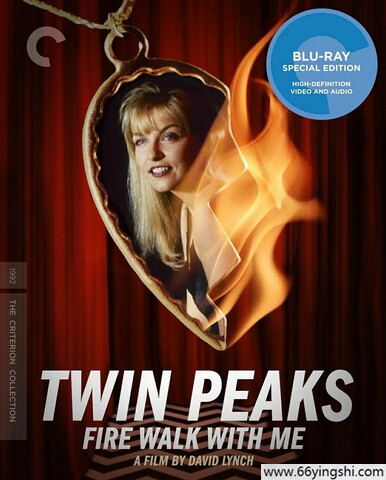 BLU-RAY
SPECIAL EDITION
HIGH-DEFINITION
VIDEO AND AUDIO
1992
THE CRITERION COLLECTION
TWIN PEAKS
FIRE WALK WITH ME
A FILM BY DAVID LYNCH
www.66yingshi.com